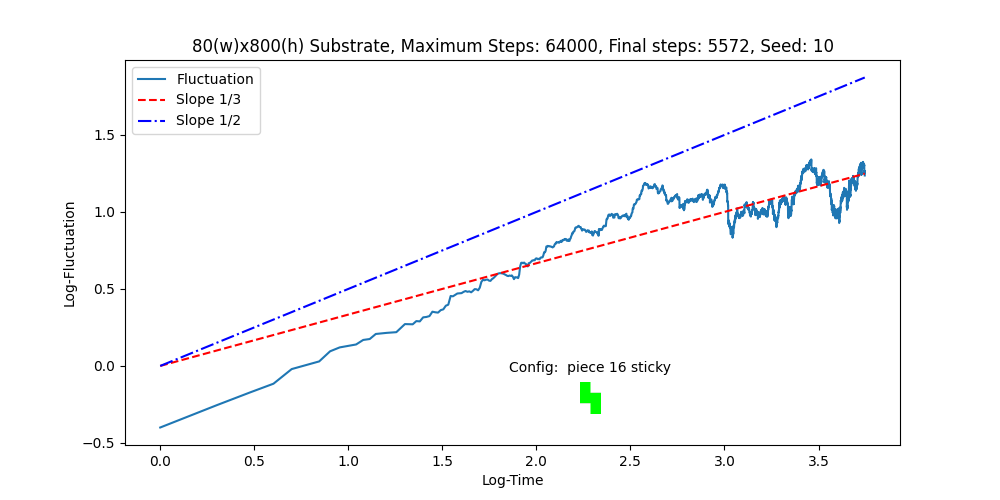 80(w)x800(h) Substrate, Maximum Steps: 64000, Final steps: 5572, Seed: 10
Fluctuation
Slope 1/3
Slope 1/2
1.5
1.0
0.5
0.0
−0.5
Log-Fluctuation
Config:  piece 16 sticky
0.0 0.5 1.0 1.5 2.0 2.5 3.0 3.5
Log-Time